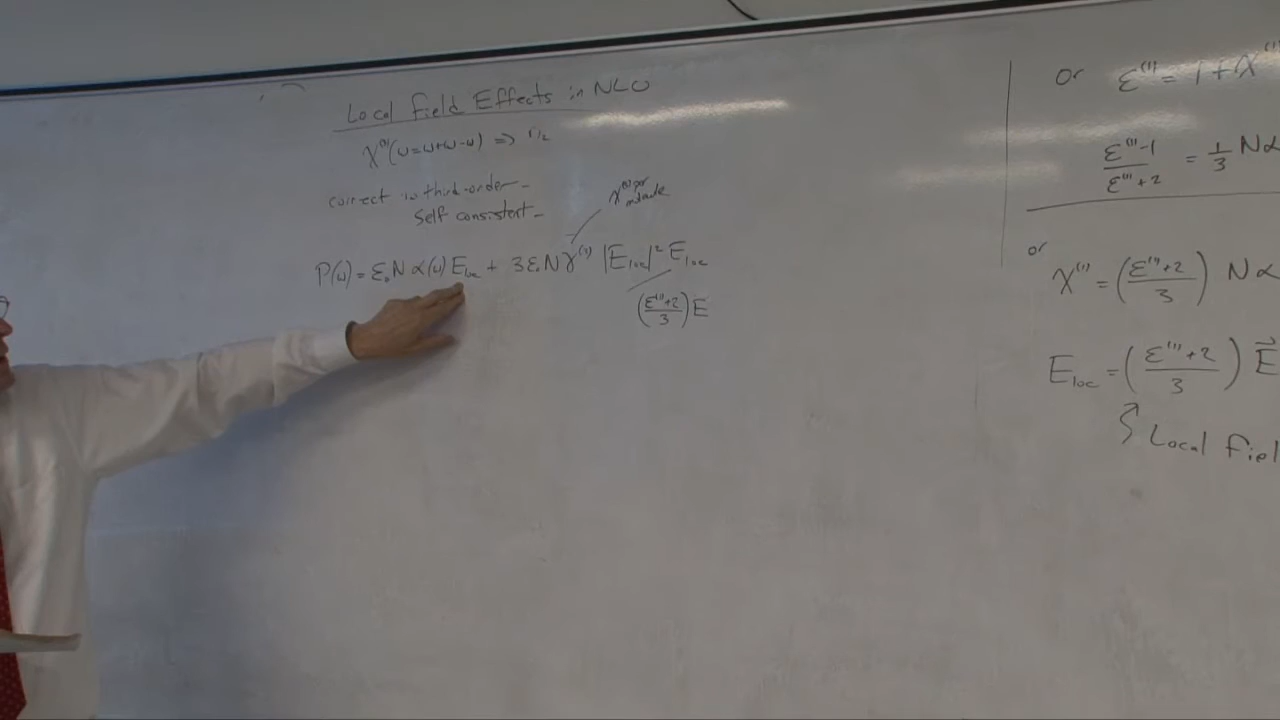 Local Field Effects in NLO
χ⁽³⁾(ω=ω+ω-ω) => n₂
correct in third-order -
Self consistent -
χ⁽³⁾ per molecule
P(ω) = ε₀Nα(ω)E_loc + 3ε₀Nγ⁽³⁾ |E_loc|² E_loc
((ε⁽¹⁾+2)/3)E
Or ε⁽¹⁾ = 1+χ⁽¹⁾
(ε⁽¹⁾-1)/(ε⁽¹⁾+2) = 1/3 Nα
or
χ⁽¹⁾ = ((ε⁽¹⁾+2)/3) Nα
E_loc = ((ε⁽¹⁾+2)/3) E⃗
Local Fiel